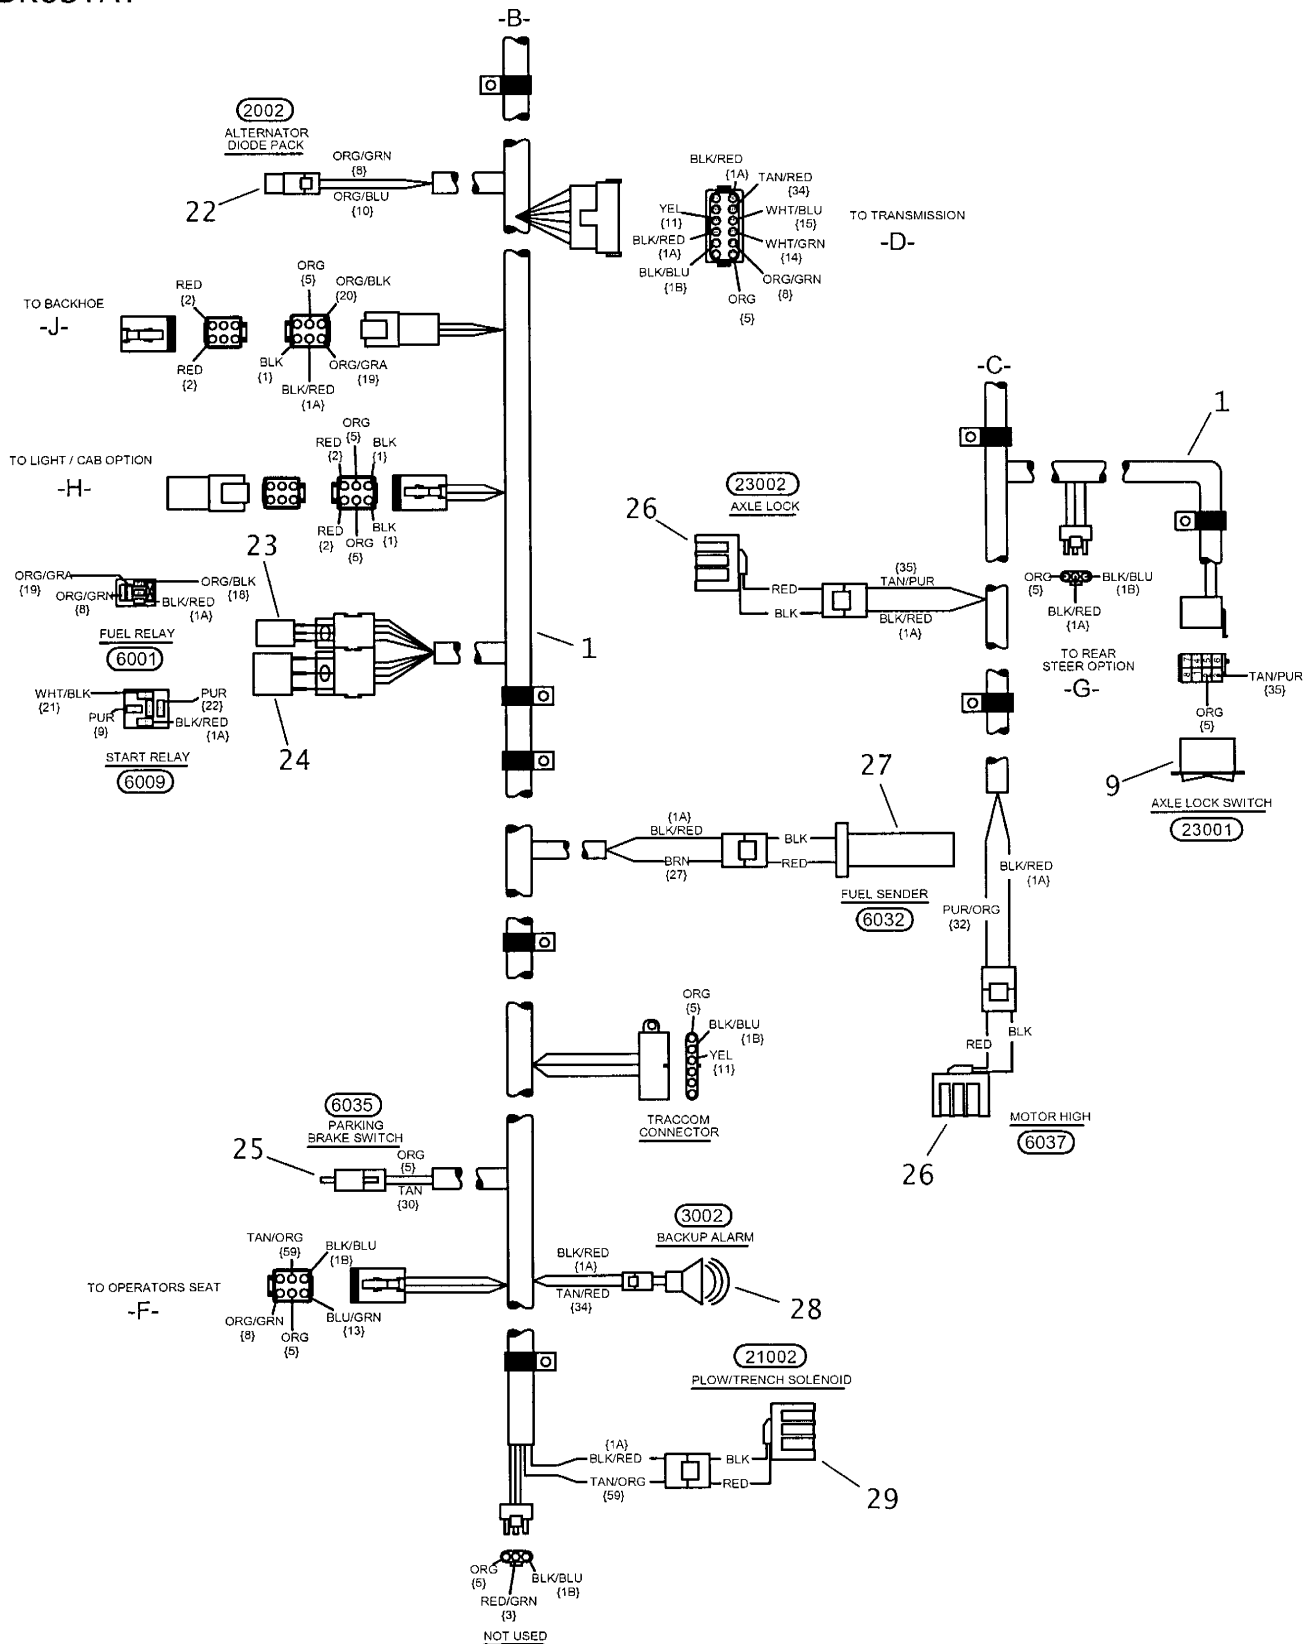 -B-
2002
ALTERNATOR
DIODE PACK
ORG/GRN
{8}
ORG/BLU
{10}
22
BLK/RED
{1A}
TAN/RED
{34}
YEL
{11}
WHT/BLU
{15}
BLK/RED
{1A}
WHT/GRN
{14}
BLK/BLU
{1B}
ORG/GRN
{8}
ORG
{5}
TO TRANSMISSION
-D-
TO BACKHOE
-J-
RED
{2}
RED
{2}
ORG
{5}
ORG/BLK
{20}
BLK
{1}
BLK/RED
{1A}
ORG/GRA
{19}
TO LIGHT / CAB OPTION
-H-
ORG
{5}
RED
{2}
BLK
{1}
RED
{2}
ORG
{5}
BLK
{1}
23
ORG/GRA
{19}
ORG/GRN
{8}
ORG/BLK
{18}
BLK/RED
{1A}
FUEL RELAY
6001
WHT/BLK
{21}
PUR
{9}
PUR
{22}
BLK/RED
{1A}
START RELAY
6009
24
1
-C-
1
23002
AXLE LOCK
26
RED
BLK
{35}
TAN/PUR
BLK/RED
{1A}
ORG
{5}
BLK/BLU
{1B}
BLK/RED
{1A}
TO REAR
STEER OPTION
-G-
TAN/PUR
{35}
ORG
{5}
9
AXLE LOCK SWITCH
23001
27
{1A}
BLK/RED
BRN
{27}
BLK
RED
FUEL SENDER
6032
BLK/RED
{1A}
PUR/ORG
{32}
RED
BLK
MOTOR HIGH
6037
26
ORG
{5}
BLK/BLU
{1B}
YEL
{11}
TRACCOM
CONNECTOR
6035
PARKING
BRAKE SWITCH
25
ORG
{5}
TAN
{30}
3002
BACKUP ALARM
BLK/RED
{1A}
TAN/RED
{34}
28
TO OPERATORS SEAT
-F-
TAN/ORG
{59}
BLK/BLU
{1B}
ORG/GRN
{8}
ORG
{5}
BLU/GRN
{13}
21002
PLOW/TRENCH SOLENOID
{1A}
BLK/RED
TAN/ORG
{59}
BLK
RED
29
ORG
{5}
BLK/BLU
{1B}
RED/GRN
{3}
NOT USED